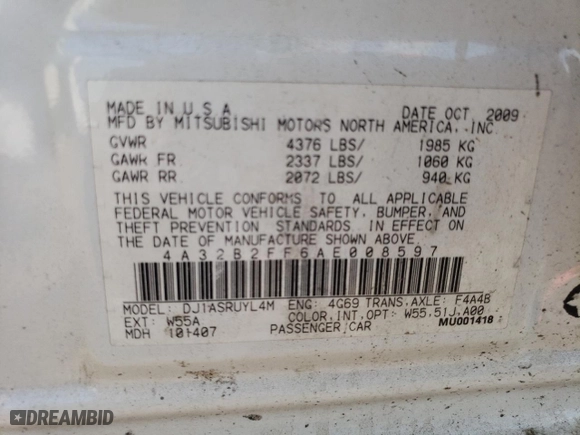 MADE IN U.S.A. DATE OCT 2009
MFD BY MITSUBISHI MOTORS NORTH AMERICA, INC
GVWR 4376 LBS/ 1985 KG
GAWR FR 2337 LBS/ 1060 KG
GAWR RR 2072 LBS/ 940 KG
THIS VEHICLE CONFORMS TO ALL APPLICABLE
FEDERAL MOTOR VEHICLE SAFETY, BUMPER, AND
THEFT PREVENTION STANDARDS IN EFFECT ON
THE DATE OF MANUFACTURE SHOWN ABOVE.
4A32B2FF6AE008597
MODEL: DJ1ASRUYL4M ENG: 4G69 TRANS.AXLE: F4A4B
EXT: W55A COLOR,INT,OPT: W55,51J,A00
MDH 101407 PASSENGER CAR MU001418
DREAMBID